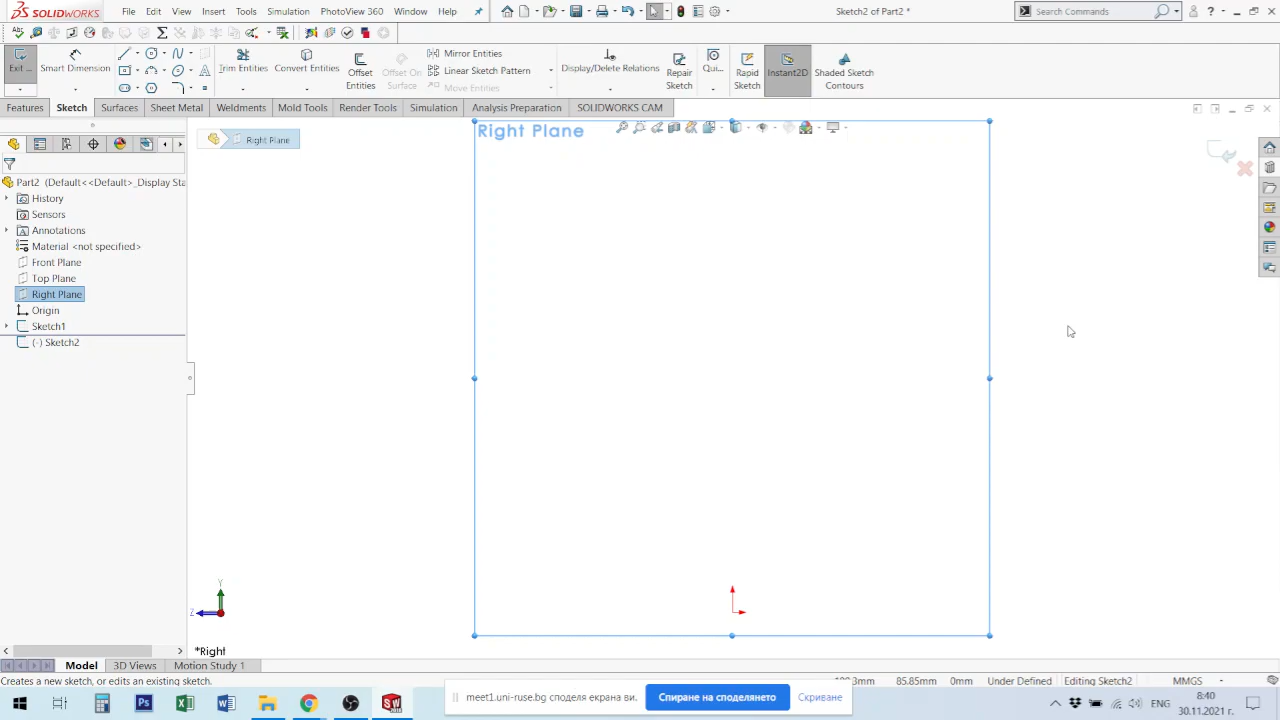 SOLIDWORKS
File Edit View Insert Tools Simulation PhotoView 360 Window Help
Sketch2 of Part2 *
Search Commands
Exit ...
mart Dimension
Trim Entities
Convert Entities
Offset Entities
Offset On Surface
Mirror Entities
Linear Sketch Pattern
Move Entities
Display/Delete Relations
Repair Sketch
Qui...
Rapid Sketch
Instant2D
Shaded Sketch Contours
Features Sketch Surfaces Sheet Metal Weldments Mold Tools Render Tools Simulation Analysis Preparation SOLIDWORKS CAM
Right Plane
Right Plane
Part2 (Default<<Default>_Display Sta
History
Sensors
Annotations
Material <not specified>
Front Plane
Top Plane
Right Plane
Origin
Sketch1
(-) Sketch2
Y
Z
*Right
Model 3D Views Motion Study 1
Creates a new sketch, or edits an existing sketch.
85.85mm 0mm Under Defined Editing Sketch2 MMGS
meet1.uni-ruse.bg споделя екрана ви.
Спиране на споделянето
Скриване
ENG
8:40
30.11.2021 г.